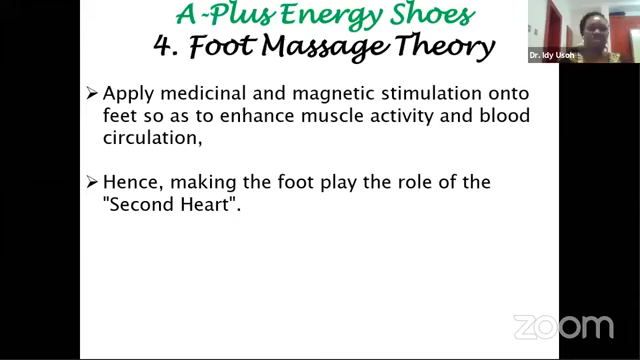 A-Plus Energy Shoes
4. Foot Massage Theory
Dr. Idy Usoh
➢ Apply medicinal and magnetic stimulation onto
feet so as to enhance muscle activity and blood
circulation,
➢ Hence, making the foot play the role of the
"Second Heart".
zoom